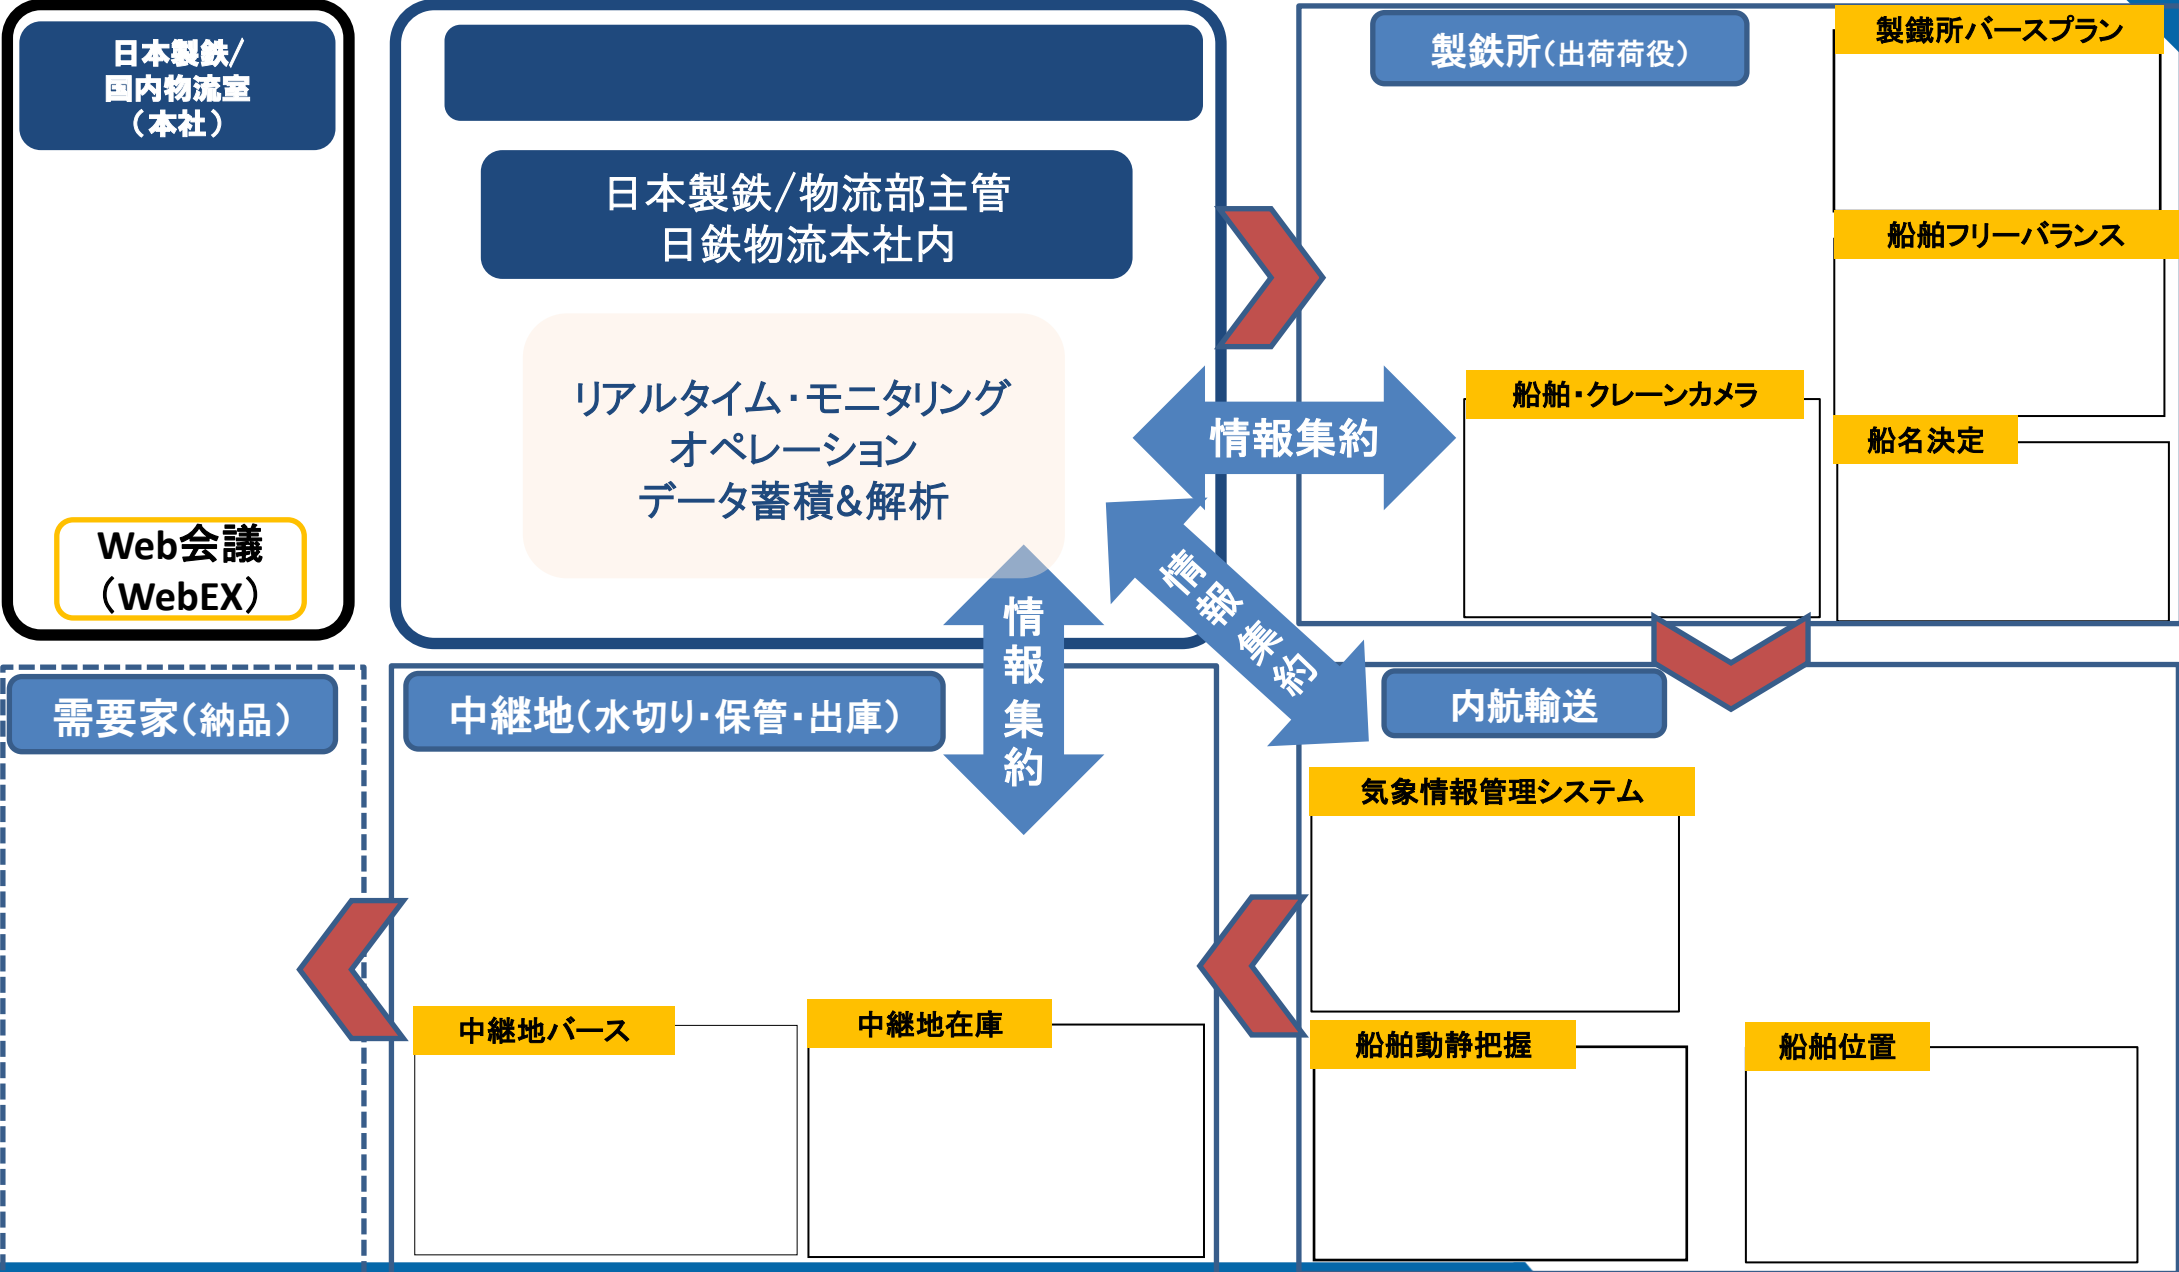 日本製鉄/
国内物流室
（本社）
Web会議
（WebEX）
日本製鉄/物流部主管
日鉄物流本社内
リアルタイム・モニタリング
オペレーション
データ蓄積&解析
情報集約
情報集約
情報集約
製鉄所（出荷荷役）
製鐵所バースプラン
船舶フリーバランス
船舶・クレーンカメラ
船名決定
需要家（納品）
中継地（水切り・保管・出庫）
中継地バース
中継地在庫
内航輸送
気象情報管理システム
船舶動静把握
船舶位置